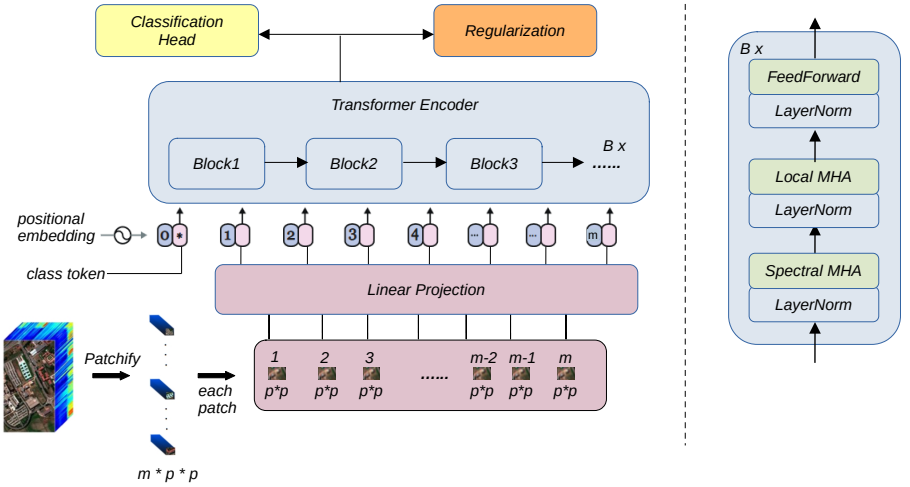 Classification
Head
Regularization
Transformer Encoder
Block1
Block2
Block3
B x
......
positional
embedding
0 *
1
2
3
4
...
...
m
class token
Linear Projection
Patchify
each
patch
1 2 3 ...... m-2 m-1 m
p*p p*p p*p p*p p*p p*p
m * p * p
B x
FeedForward
LayerNorm
Local MHA
LayerNorm
Spectral MHA
LayerNorm